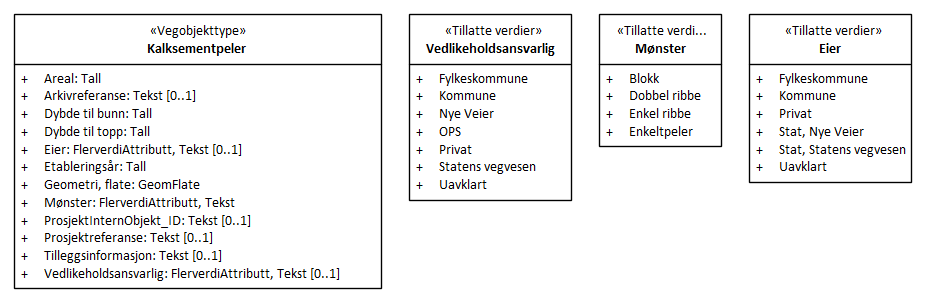 «Vegobjekttype»
Kalksementpeler
+ Areal: Tall
+ Arkivreferanse: Tekst [0..1]
+ Dybde til bunn: Tall
+ Dybde til topp: Tall
+ Eier: FlerverdiAttributt, Tekst [0..1]
+ Etableringsår: Tall
+ Geometri, flate: GeomFlate
+ Mønster: FlerverdiAttributt, Tekst
+ ProsjektInternObjekt_ID: Tekst [0..1]
+ Prosjektreferanse: Tekst [0..1]
+ Tilleggsinformasjon: Tekst [0..1]
+ Vedlikeholdsansvarlig: FlerverdiAttributt, Tekst [0..1]
«Tillatte verdier»
Vedlikeholdsansvarlig
+ Fylkeskommune
+ Kommune
+ Nye Veier
+ OPS
+ Privat
+ Statens vegvesen
+ Uavklart
«Tillatte verdi...
Mønster
+ Blokk
+ Dobbel ribbe
+ Enkel ribbe
+ Enkeltpeler
«Tillatte verdier»
Eier
+ Fylkeskommune
+ Kommune
+ Privat
+ Stat, Nye Veier
+ Stat, Statens vegvesen
+ Uavklart